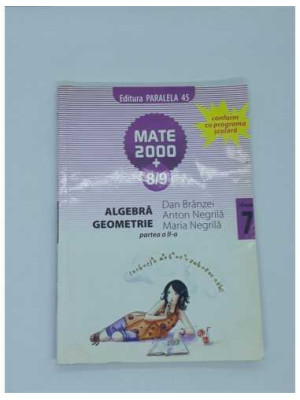 Editura PARALELA 45
conform
cu programa
școlară
MATE
2000
+
8/9
ALGEBRĂ
GEOMETRIE
partea a II-a
Dan Brânzei
Anton Negrilă
Maria Negrilă
7